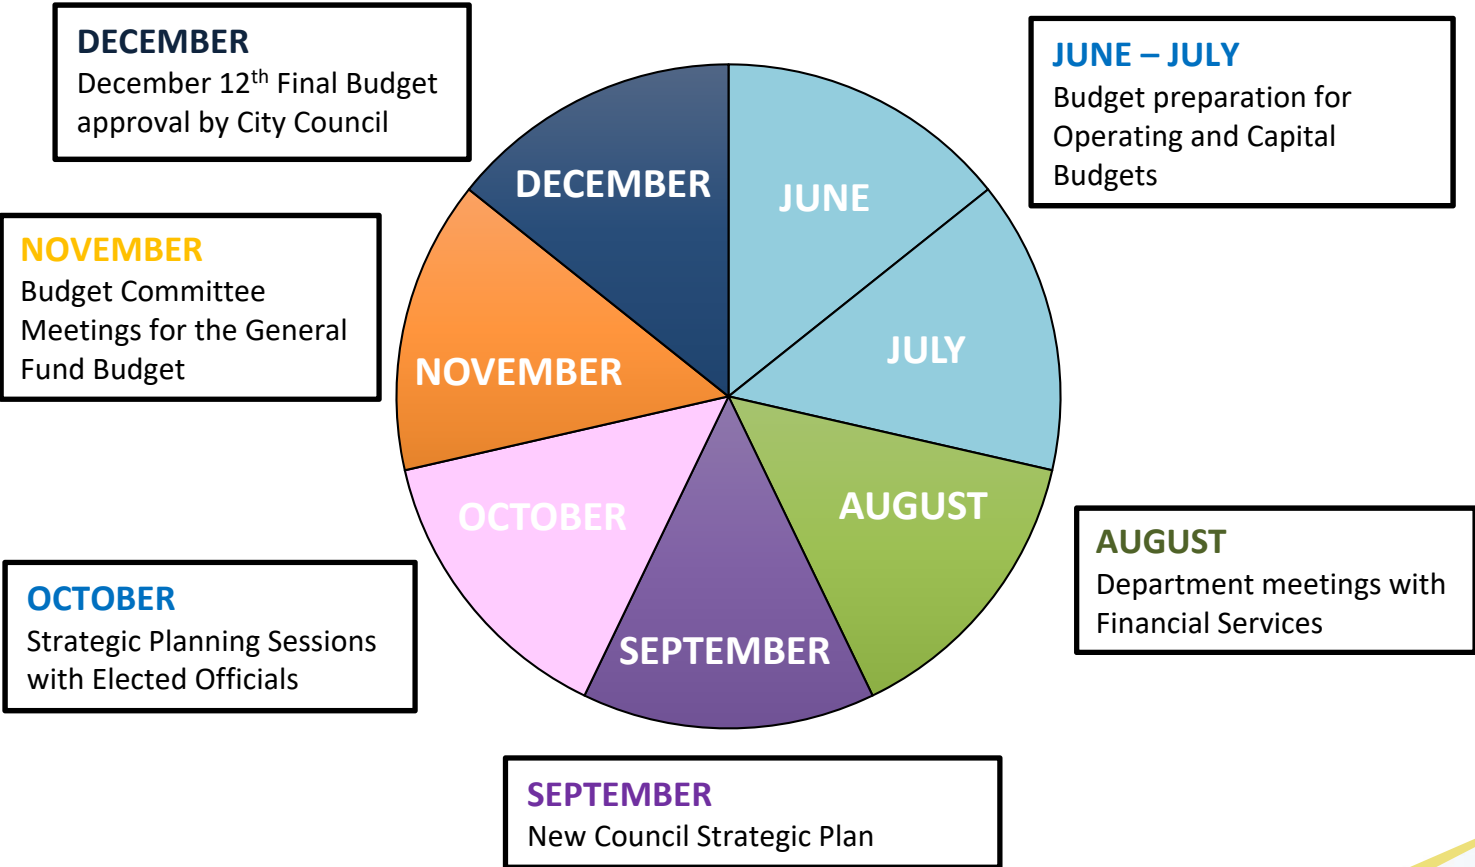 DECEMBER
December 12th Final Budget
approval by City Council
JUNE – JULY
Budget preparation for
Operating and Capital
Budgets
NOVEMBER
Budget Committee
Meetings for the General
Fund Budget
DECEMBER
JUNE
JULY
NOVEMBER
AUGUST
OCTOBER
SEPTEMBER
AUGUST
Department meetings with
Financial Services
OCTOBER
Strategic Planning Sessions
with Elected Officials
SEPTEMBER
New Council Strategic Plan